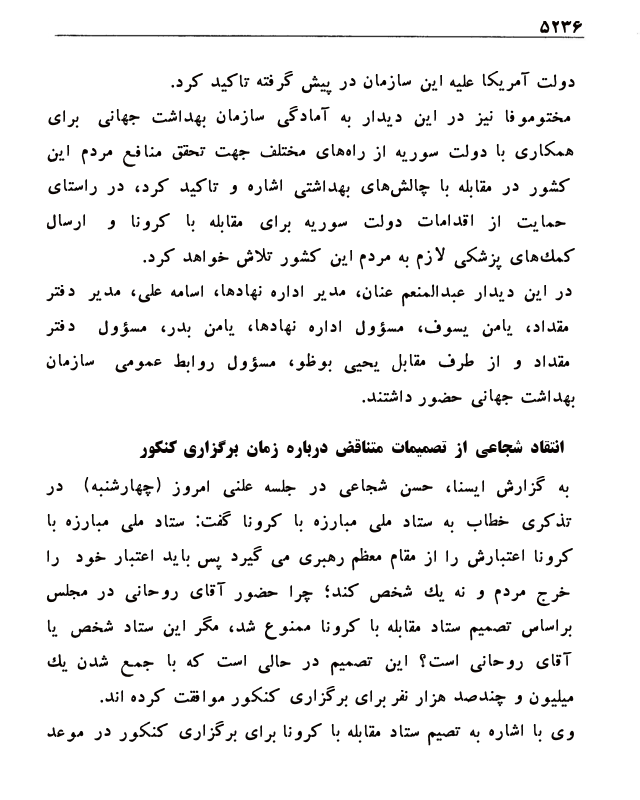 ۵۲۳۶
دولت آمریکا علیه این سازمان در پیش گرفته تاکید کرد.
مختوموفا نیز در این دیدار به آمادگی سازمان بهداشت جهانی برای
همکاری با دولت سوریه از راه‌های مختلف جهت تحقق منافع مردم این
کشور در مقابله با چالش‌های بهداشتی اشاره و تاکید کرد، در راستای
حمایت از اقدامات دولت سوریه برای مقابله با کرونا و ارسال
کمك‌های پزشکی لازم به مردم این کشور تلاش خواهد کرد.
در این دیدار عبدالمنعم عنان، مدیر اداره نهادها، اسامه علی، مدیر دفتر
مقداد، یامن یسوف، مسؤول اداره نهادها، یامن بدر، مسؤول دفتر
مقداد و از طرف مقابل یحیی بوظو، مسؤول روابط عمومی سازمان
بهداشت جهانی حضور داشتند.
انتقاد شجاعی از تصمیمات متناقض درباره زمان برگزاری کنکور
به گزارش ایسنا، حسن شجاعی در جلسه علنی امروز (چهارشنبه) در
تذکری خطاب به ستاد ملی مبارزه با کرونا گفت: ستاد ملی مبارزه با
کرونا اعتبارش را از مقام معظم رهبری می گیرد پس باید اعتبار خود را
خرج مردم و نه یك شخص کند؛ چرا حضور آقای روحانی در مجلس
براساس تصمیم ستاد مقابله با کرونا ممنوع شد، مگر این ستاد شخص یا
آقای روحانی است؟ این تصمیم در حالی است که با جمع شدن یك
میلیون و چندصد هزار نفر برای برگزاری کنکور موافقت کرده اند.
وی با اشاره به تصیم ستاد مقابله با کرونا برای برگزاری کنکور در موعد